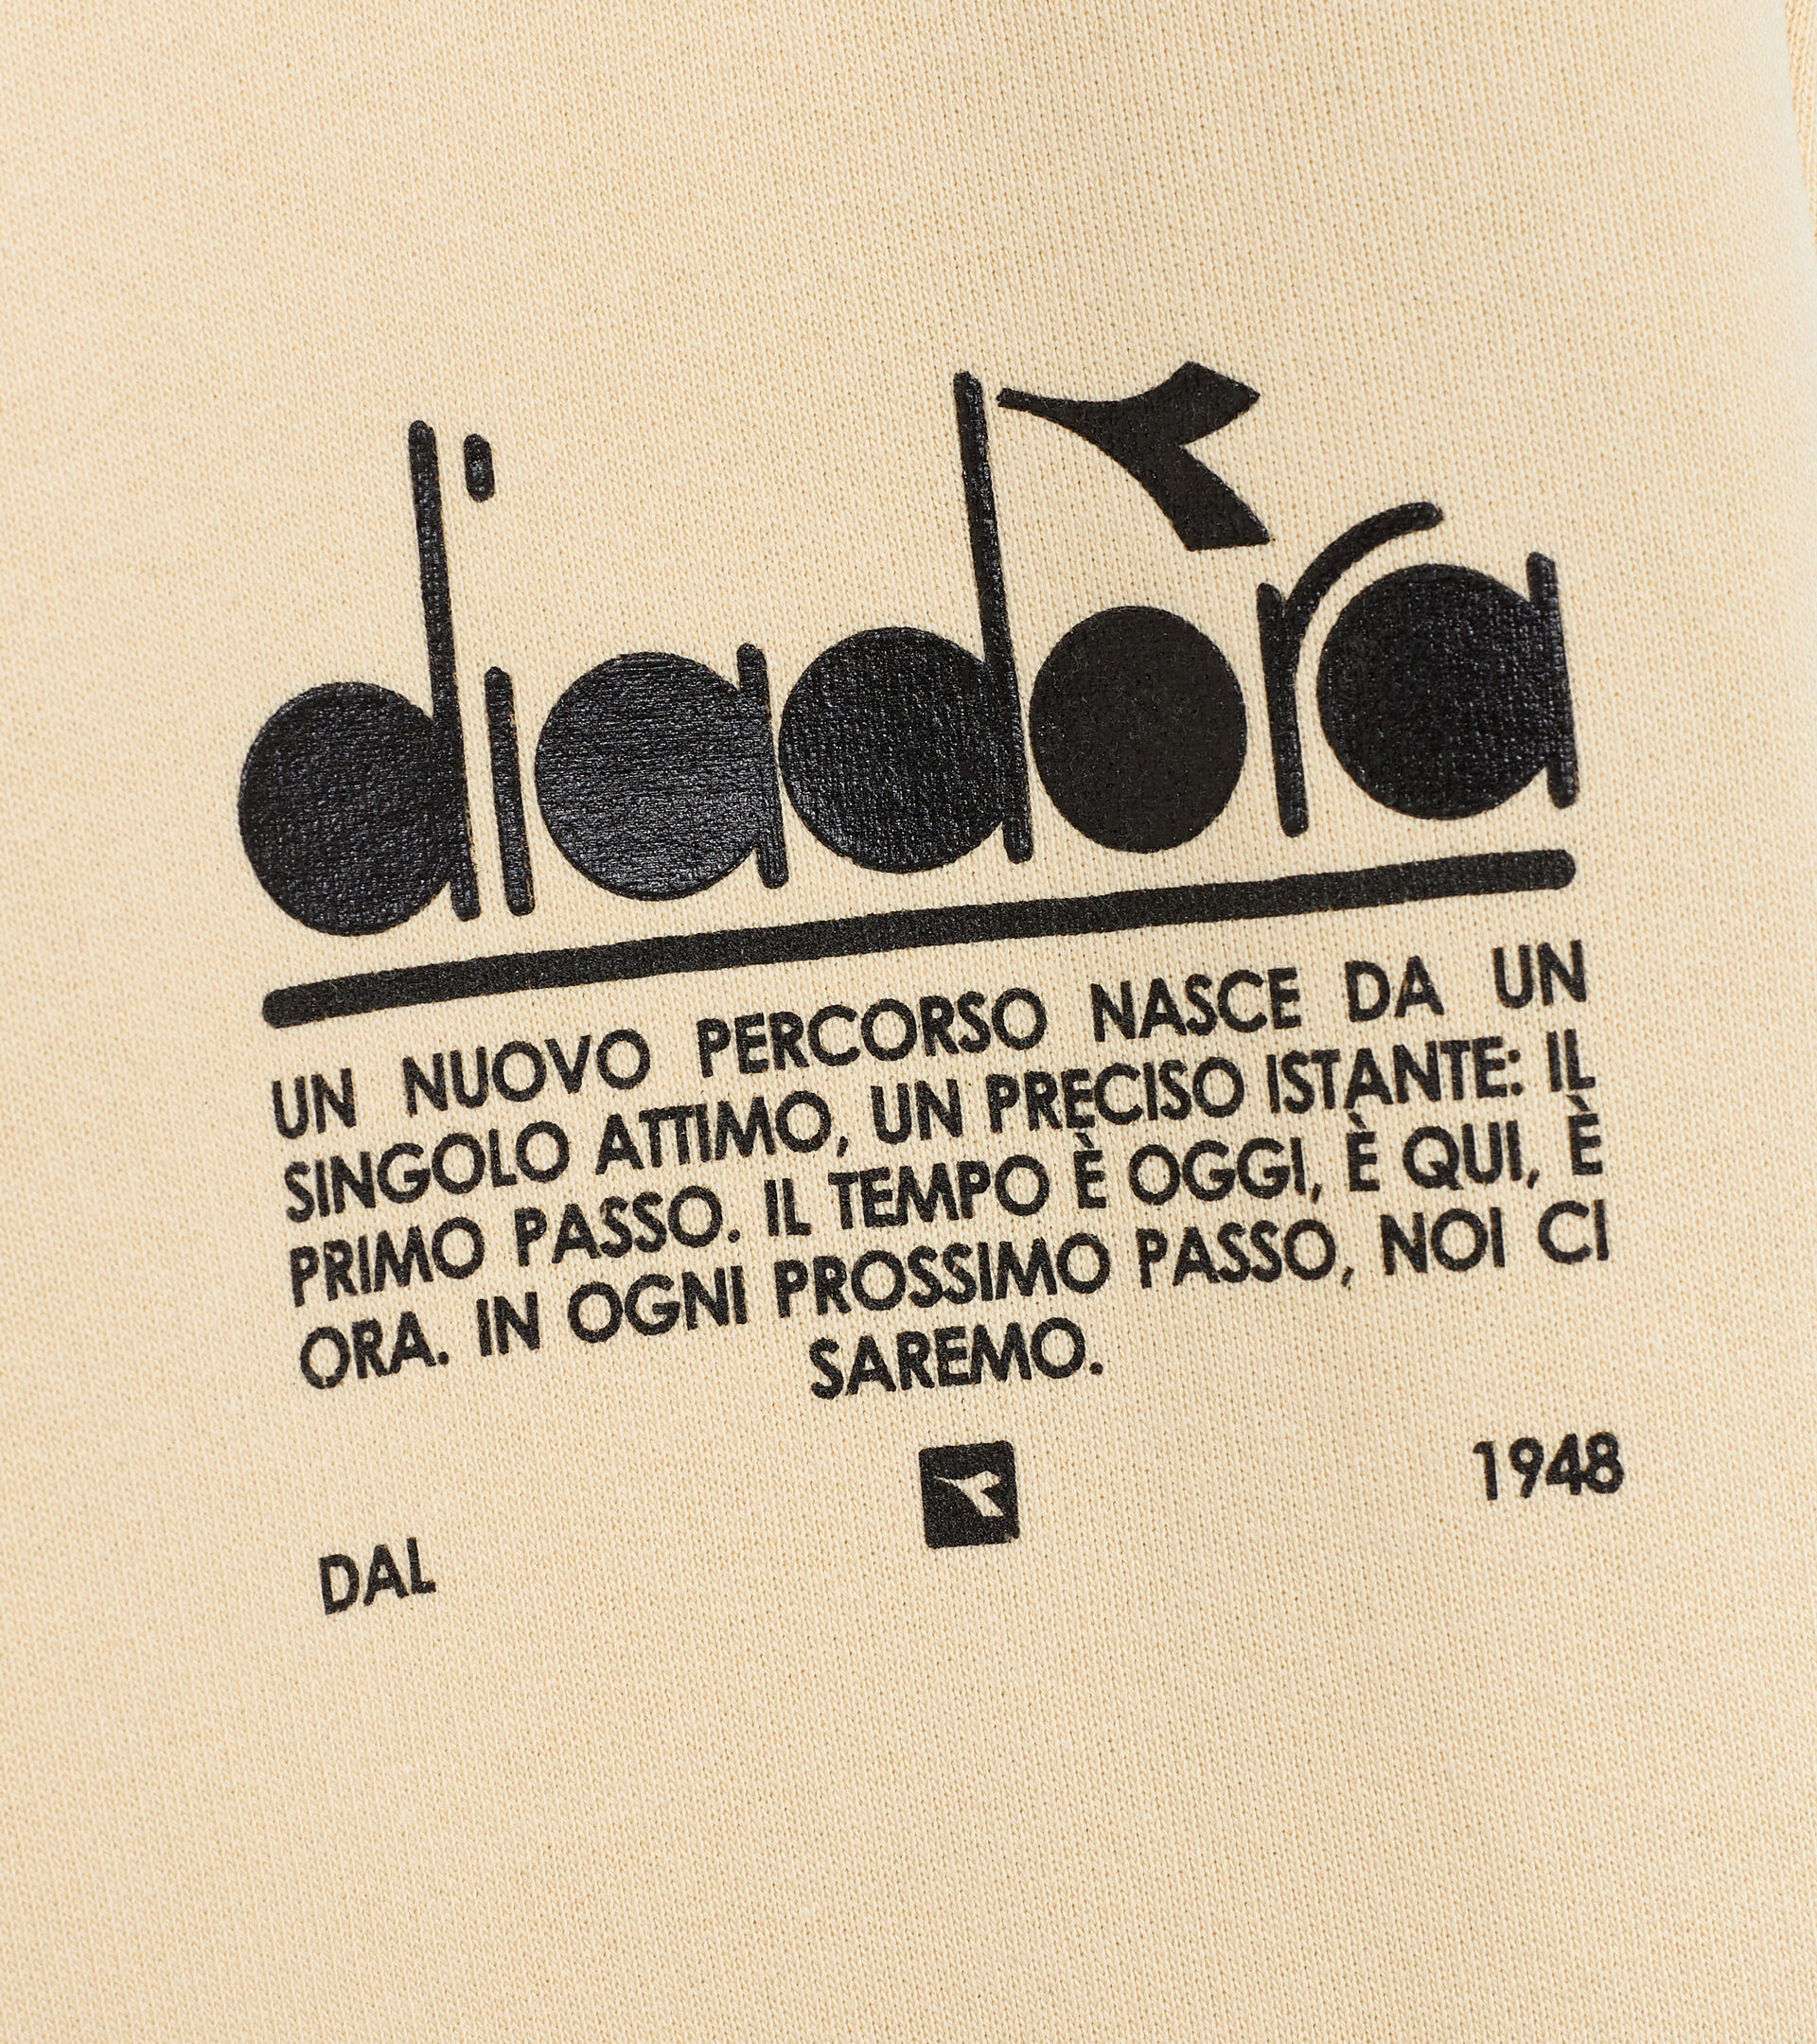 diadora
UN NUOVO PERCORSO NASCE DA UN
SINGOLO ATTIMO, UN PRECISO ISTANTE: IL
PRIMO PASSO. IL TEMPO È OGGI, È QUI, È
ORA. IN OGNI PROSSIMO PASSO, NOI CI
SAREMO.
DAL 1948